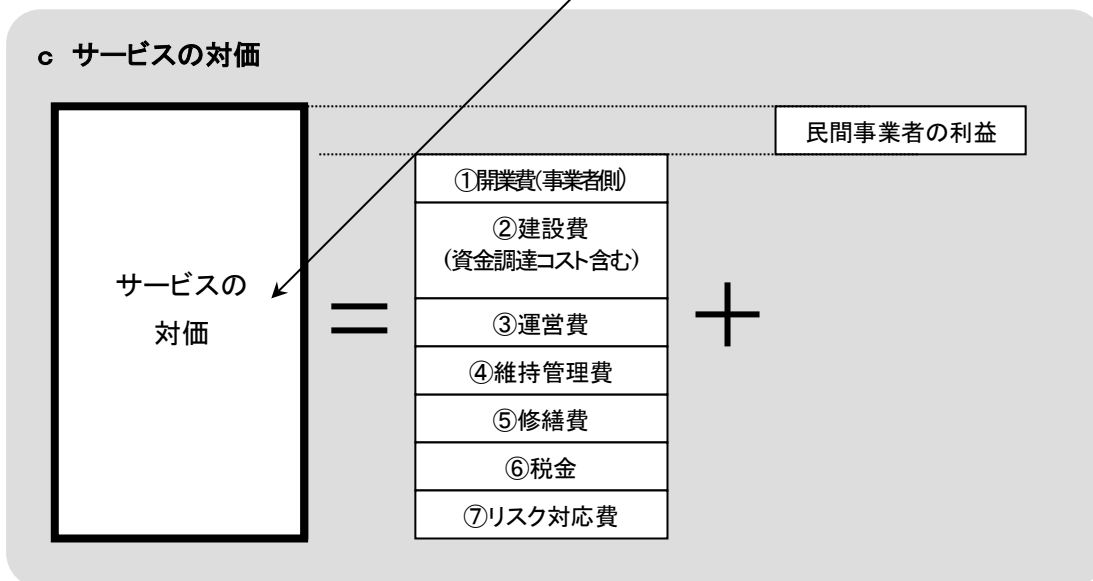 c サービスの対価
民間事業者の利益
サービスの
対価
＝
①開業費(事業者側)
②建設費
(資金調達コスト含む)
③運営費
④維持管理費
⑤修繕費
⑥税金
⑦リスク対応費
＋